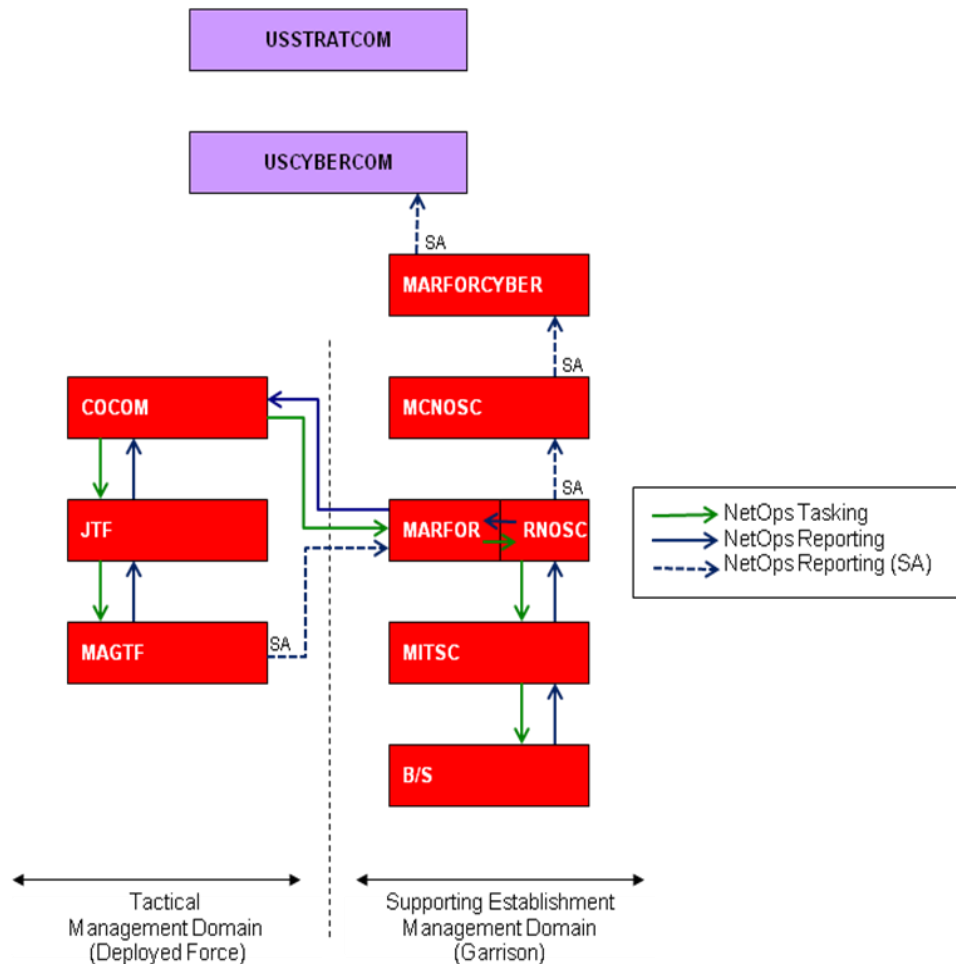 USSTRATCOM
USCYBERCOM
SA
MARFORCYBER
SA
COCOM
MCNOSC
SA
JTF
MARFOR
RNOSC
NetOps Tasking
NetOps Reporting
NetOps Reporting (SA)
MAGTF
SA
MITSC
B/S
Tactical
Management Domain
(Deployed Force)
Supporting Establishment
Management Domain
(Garrison)